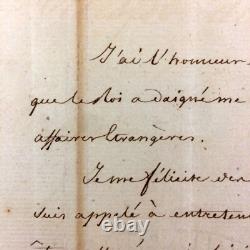 J'ai l'honneur
que le Roi a daigné me
affaires Etrangères.
Je me félicite
suis appelé à entreten